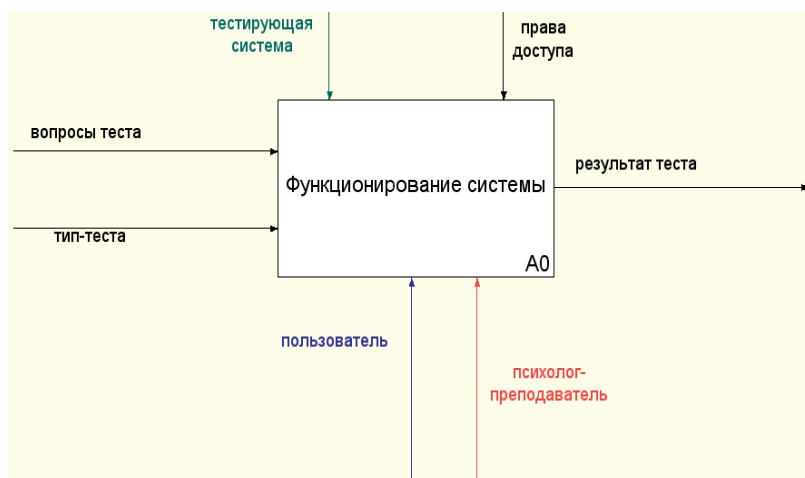 тестирующая
система
права
доступа
вопросы теста
результат теста
Функционирование системы
тип-теста
A0
пользователь
психолог-
преподаватель